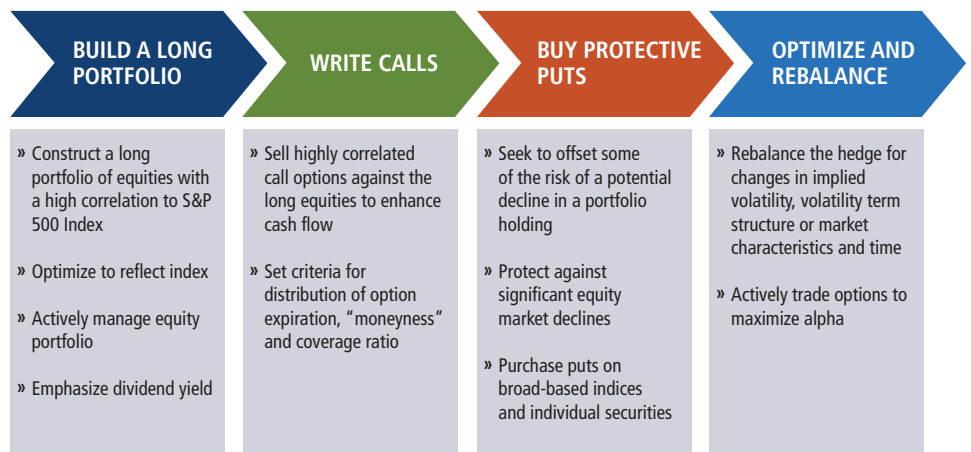 BUILD A LONG
PORTFOLIO
» Construct a long
portfolio of equities with
a high correlation to S&P
500 Index
» Optimize to reflect index
» Actively manage equity
portfolio
» Emphasize dividend yield
WRITE CALLS
» Sell highly correlated
call options against the
long equities to enhance
cash flow
» Set criteria for
distribution of option
expiration, “moneyness”
and coverage ratio
BUY PROTECTIVE
PUTS
» Seek to offset some
of the risk of a potential
decline in a portfolio
holding
» Protect against
significant equity
market declines
» Purchase puts on
broad-based indices
and individual securities
OPTIMIZE AND
REBALANCE
» Rebalance the hedge for
changes in implied
volatility, volatility term
structure or market
characteristics and time
» Actively trade options to
maximize alpha